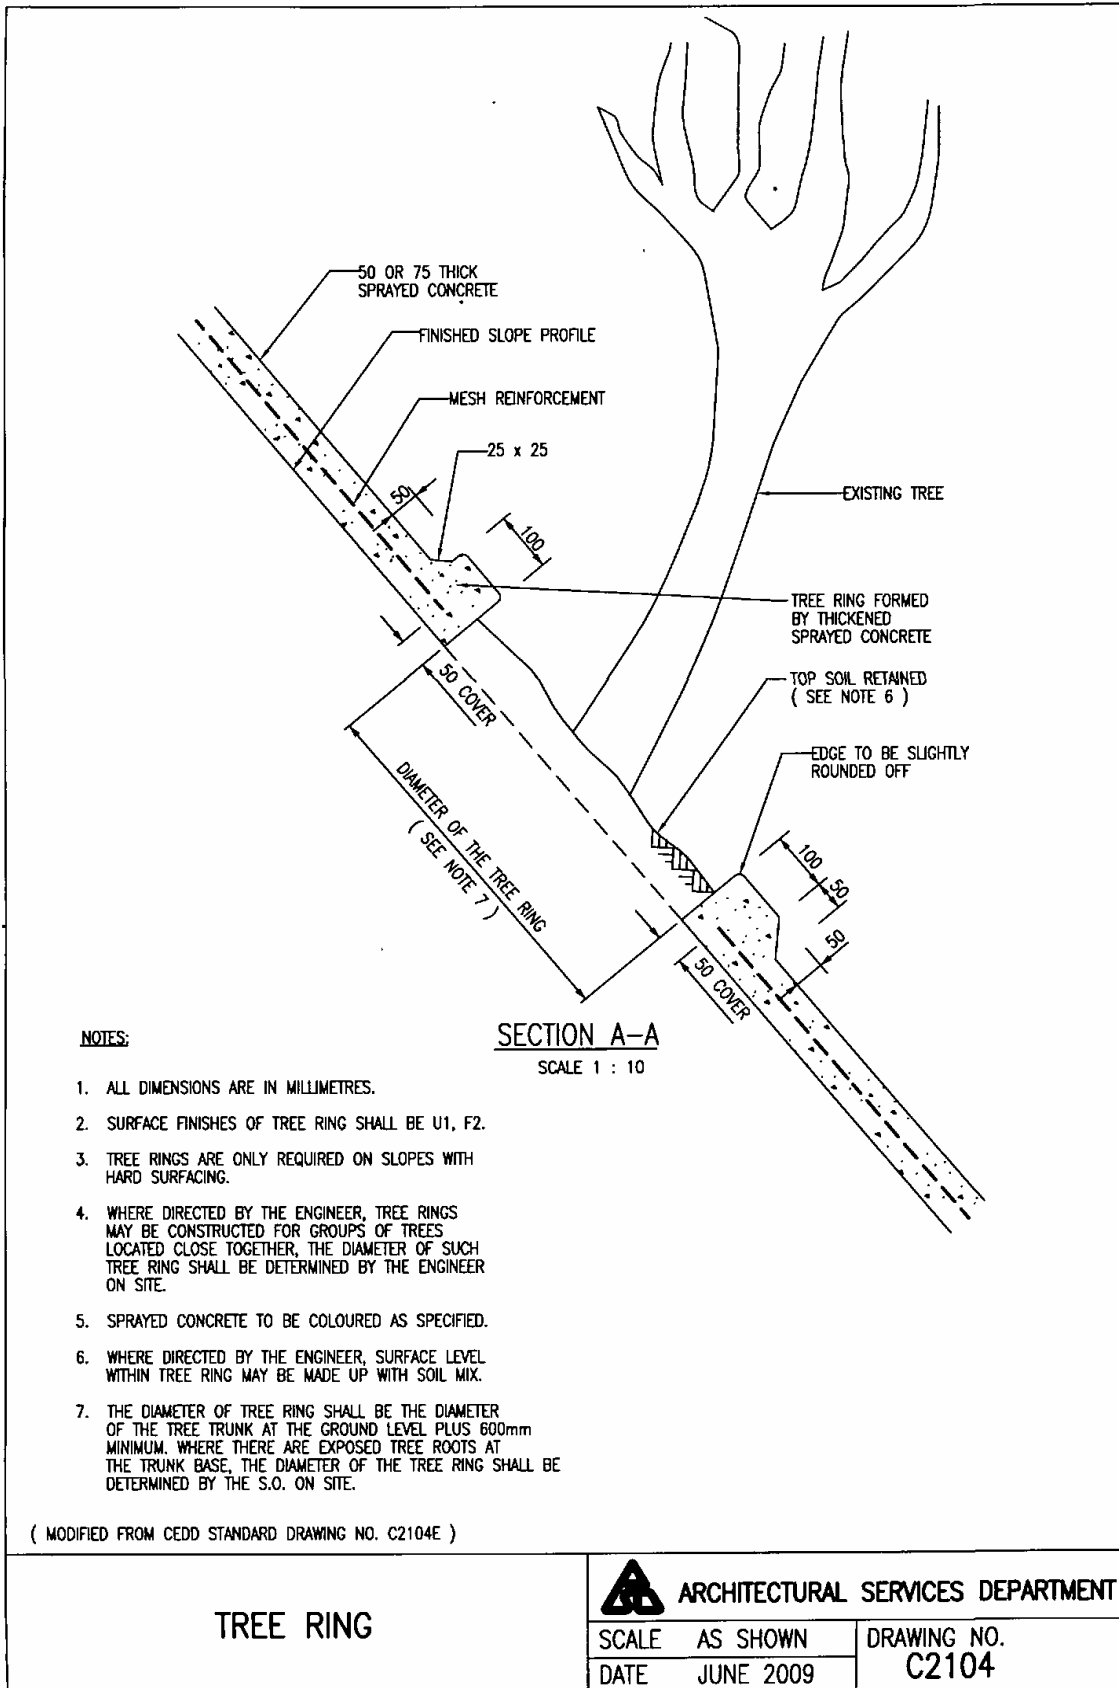 50 OR 75 THICK
SPRAYED CONCRETE
FINISHED SLOPE PROFILE
MESH REINFORCEMENT
25 x 25
50
100
EXISTING TREE
TREE RING FORMED
BY THICKENED
SPRAYED CONCRETE
TOP SOIL RETAINED
( SEE NOTE 6 )
50 COVER
EDGE TO BE SLIGHTLY
ROUNDED OFF
DIAMETER OF THE TREE RING
( SEE NOTE 7 )
100
50
50
50 COVER
SECTION A-A
SCALE 1 : 10
NOTES:
1. ALL DIMENSIONS ARE IN MILLIMETRES.
2. SURFACE FINISHES OF TREE RING SHALL BE U1, F2.
3. TREE RINGS ARE ONLY REQUIRED ON SLOPES WITH
HARD SURFACING.
4. WHERE DIRECTED BY THE ENGINEER, TREE RINGS
MAY BE CONSTRUCTED FOR GROUPS OF TREES
LOCATED CLOSE TOGETHER, THE DIAMETER OF SUCH
TREE RING SHALL BE DETERMINED BY THE ENGINEER
ON SITE.
5. SPRAYED CONCRETE TO BE COLOURED AS SPECIFIED.
6. WHERE DIRECTED BY THE ENGINEER, SURFACE LEVEL
WITHIN TREE RING MAY BE MADE UP WITH SOIL MIX.
7. THE DIAMETER OF TREE RING SHALL BE THE DIAMETER
OF THE TREE TRUNK AT THE GROUND LEVEL PLUS 600mm
MINIMUM. WHERE THERE ARE EXPOSED TREE ROOTS AT
THE TRUNK BASE, THE DIAMETER OF THE TREE RING SHALL BE
DETERMINED BY THE S.O. ON SITE.
( MODIFIED FROM CEDD STANDARD DRAWING NO. C2104E )
TREE RING
ARCHITECTURAL SERVICES DEPARTMENT
SCALE AS SHOWN
DATE JUNE 2009
DRAWING NO.
C2104